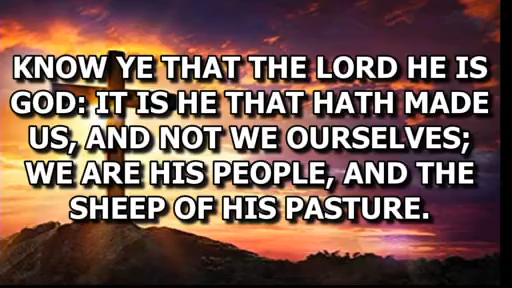 KNOW YE THAT THE LORD HE IS
GOD: IT IS HE THAT HATH MADE
US, AND NOT WE OURSELVES;
WE ARE HIS PEOPLE, AND THE
SHEEP OF HIS PASTURE.